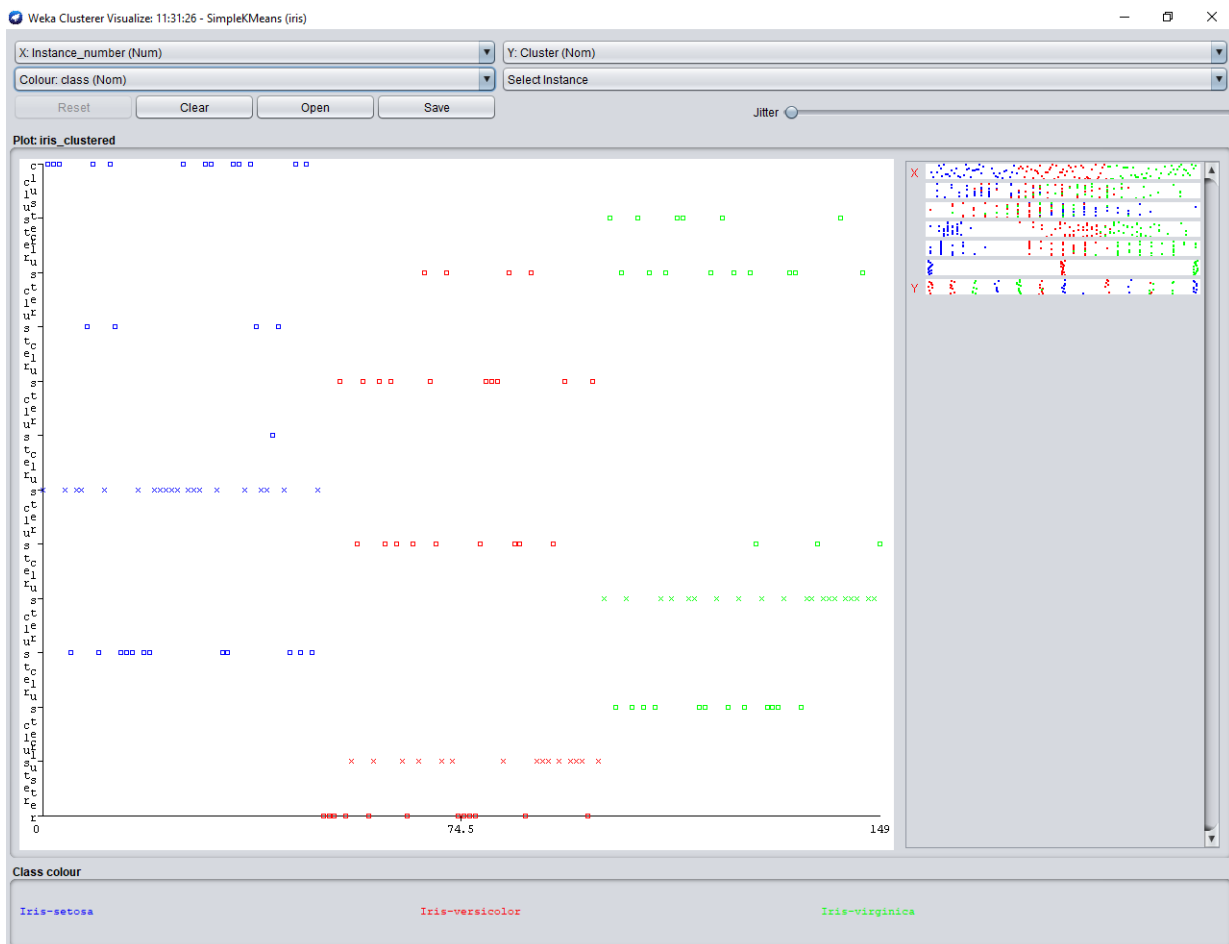 Weka Clusterer Visualize: 11:31:26 - SimpleKMeans (iris)
X: Instance_number (Num)
Y: Cluster (Nom)
Colour: class (Nom)
Select Instance
Reset
Clear
Open
Save
Jitter
Plot: iris_clustered
X
Y
0
74.5
149
Class colour
Iris-setosa
Iris-versicolor
Iris-virginica